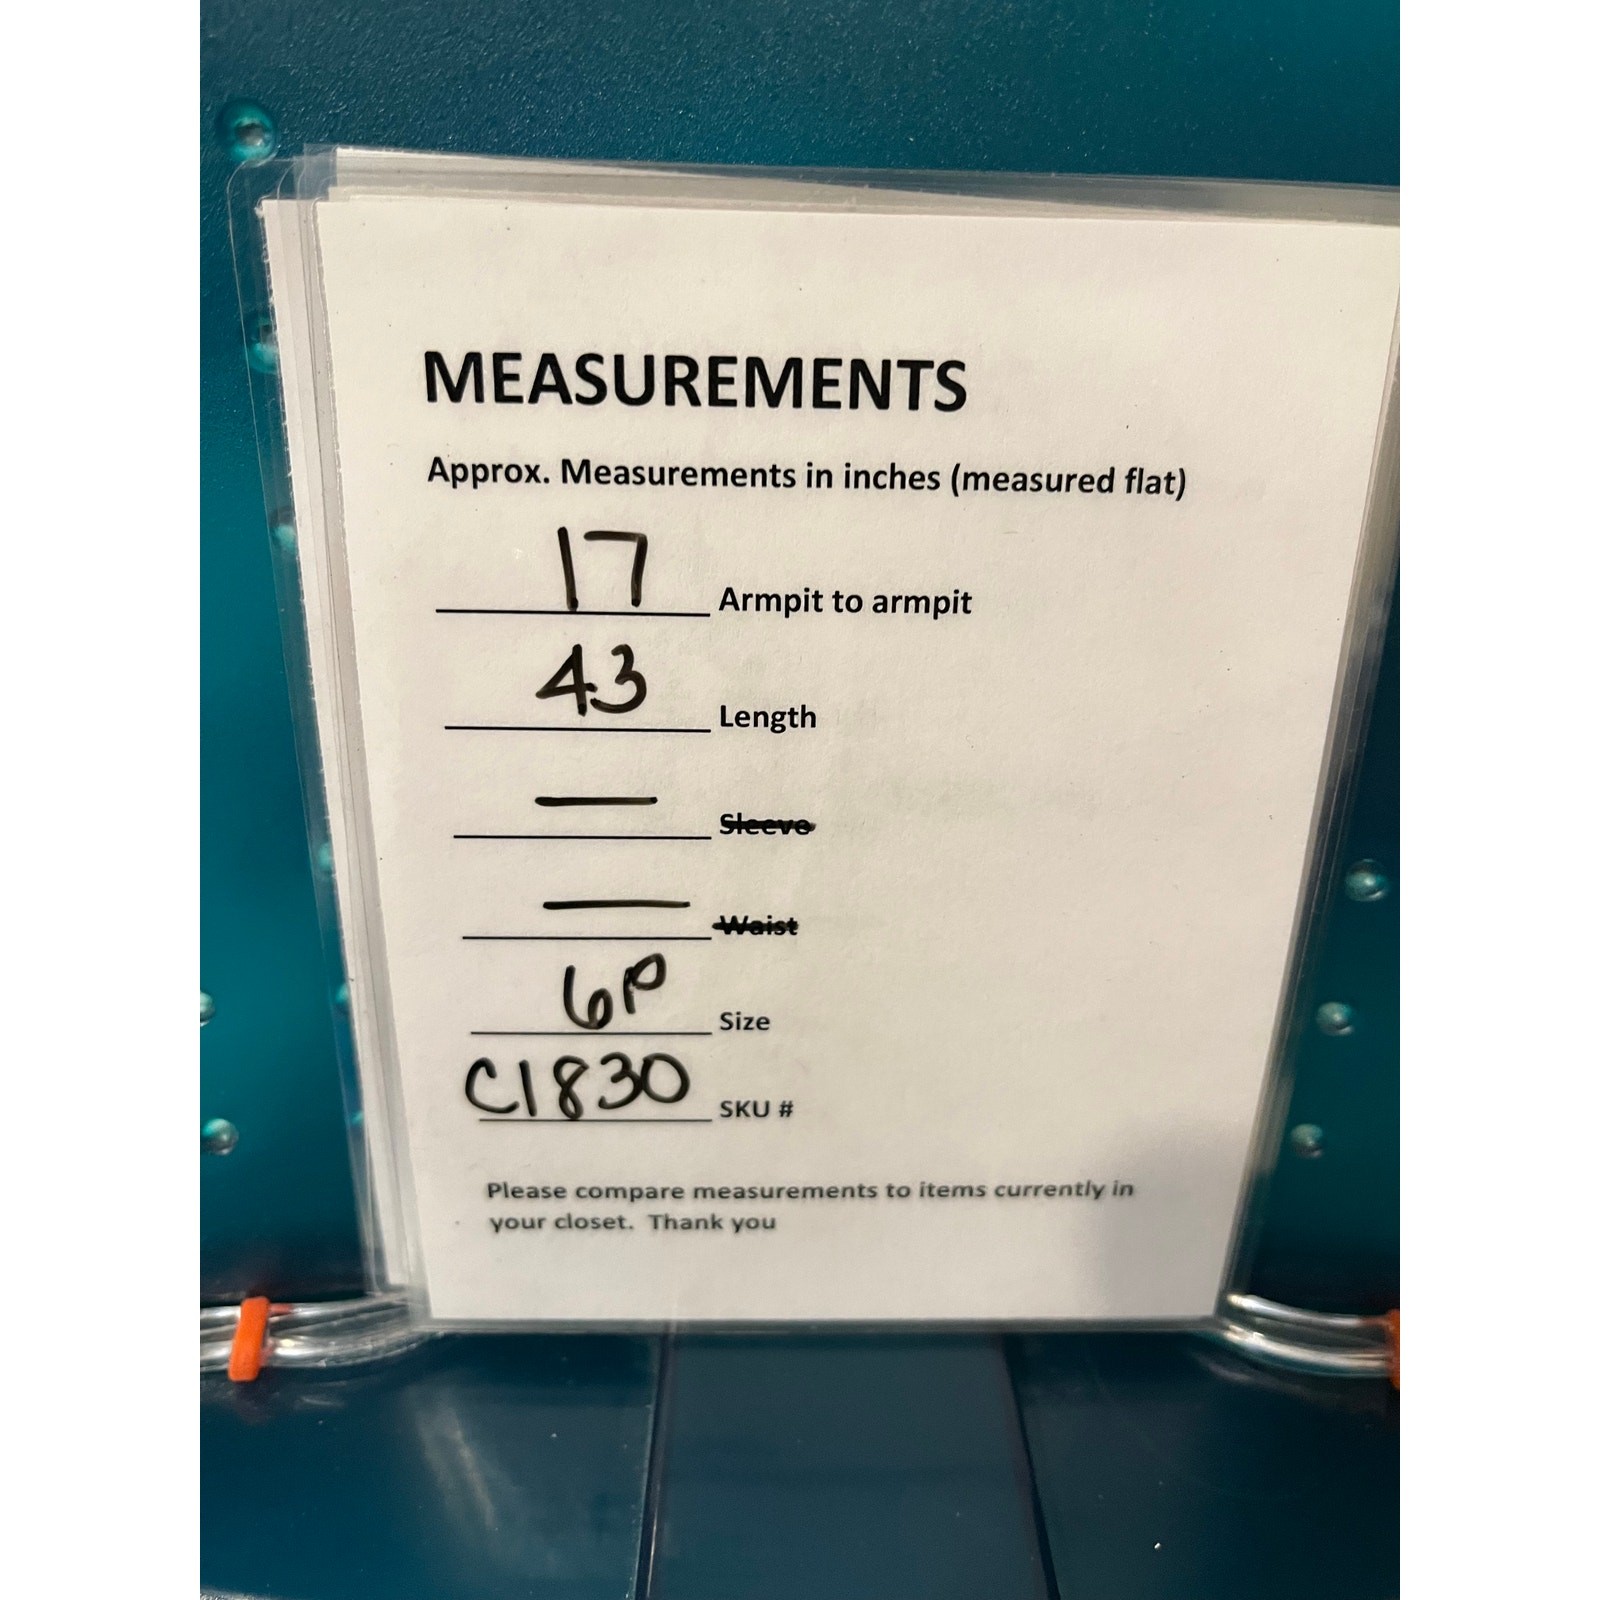 MEASUREMENTS
Approx. Measurements in inches (measured flat)
17 Armpit to armpit
43 Length
— Sleeve
— Waist
6P Size
C1830 SKU #
Please compare measurements to items currently in
your closet. Thank you